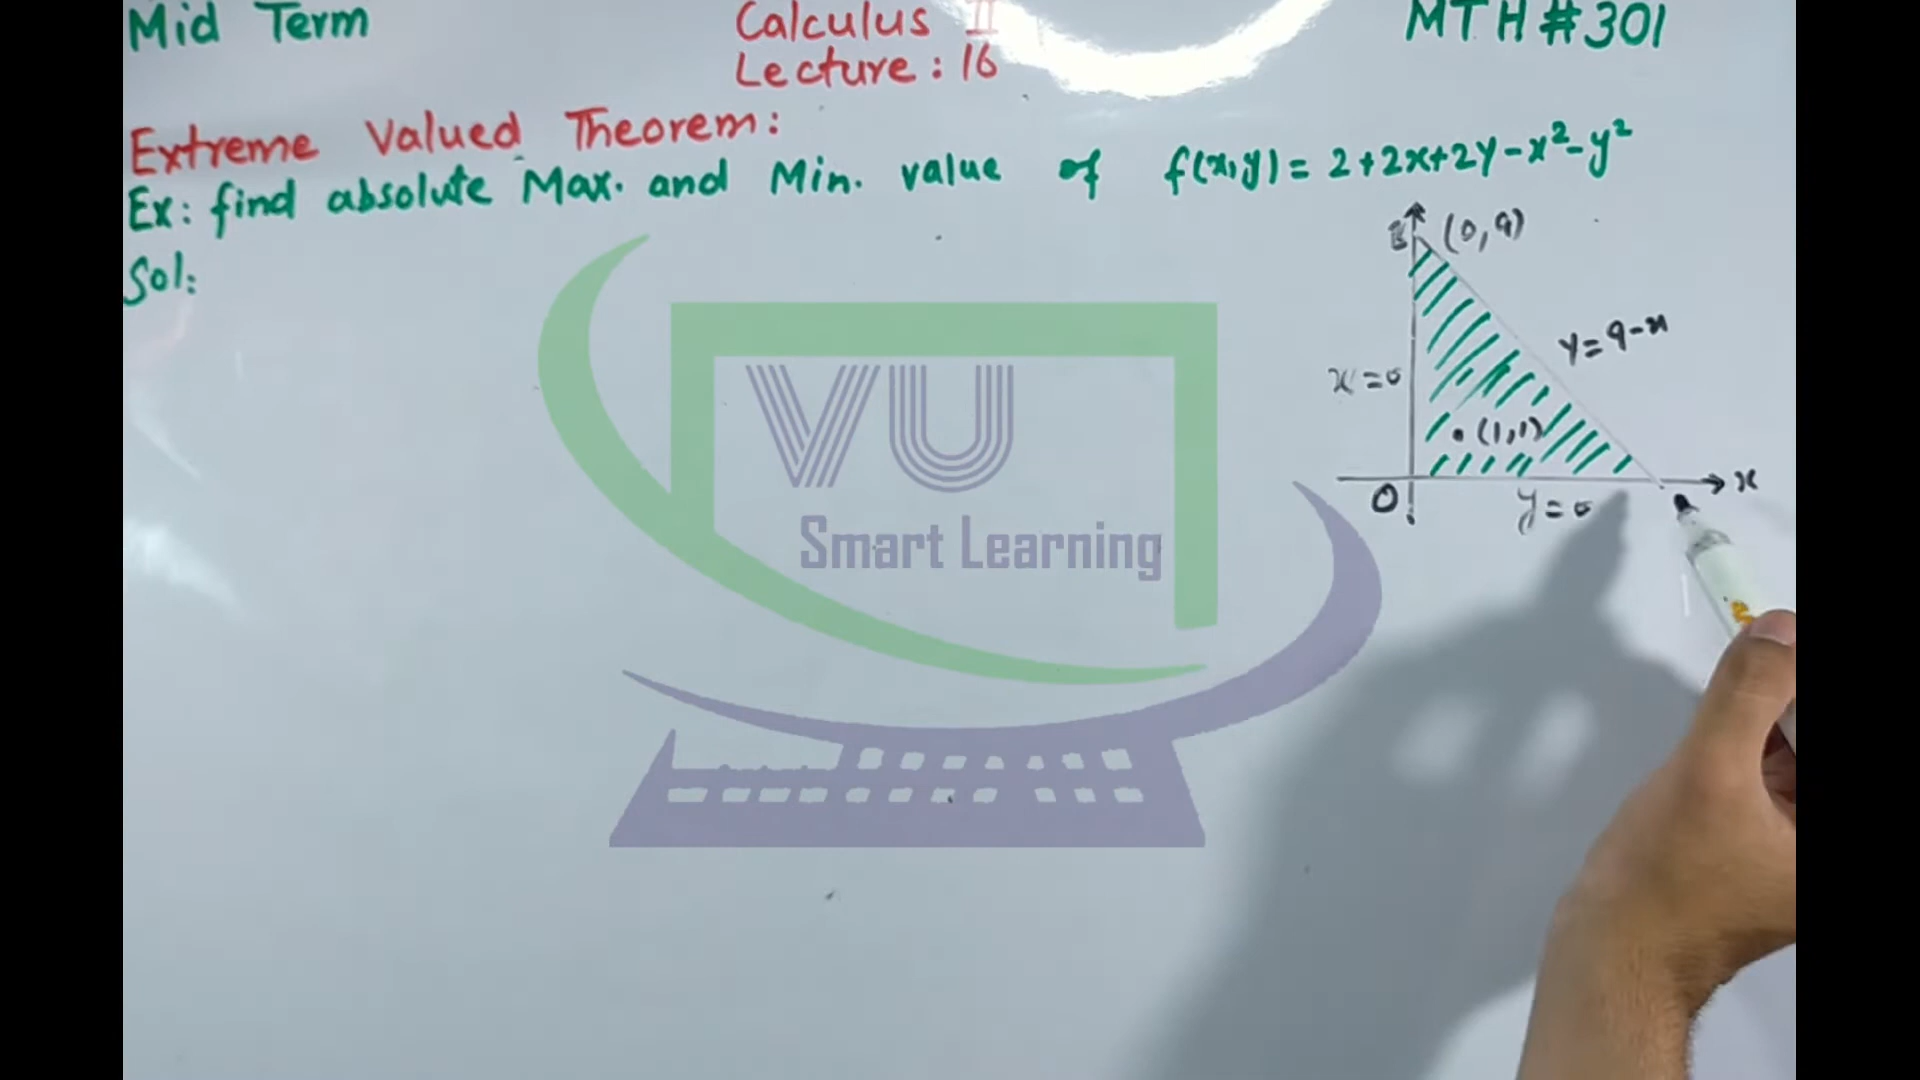 Mid Term
Calculus II
MTH#301
Lecture: 16
Extreme Valued Theorem:
Ex: find absolute Max. and Min. value of f(x,y) = 2+2x+2y-x²-y²
Sol:
B (0,9)
y=9-x
x=0
.(1,1)
O
y=0
x
VU
Smart Learning